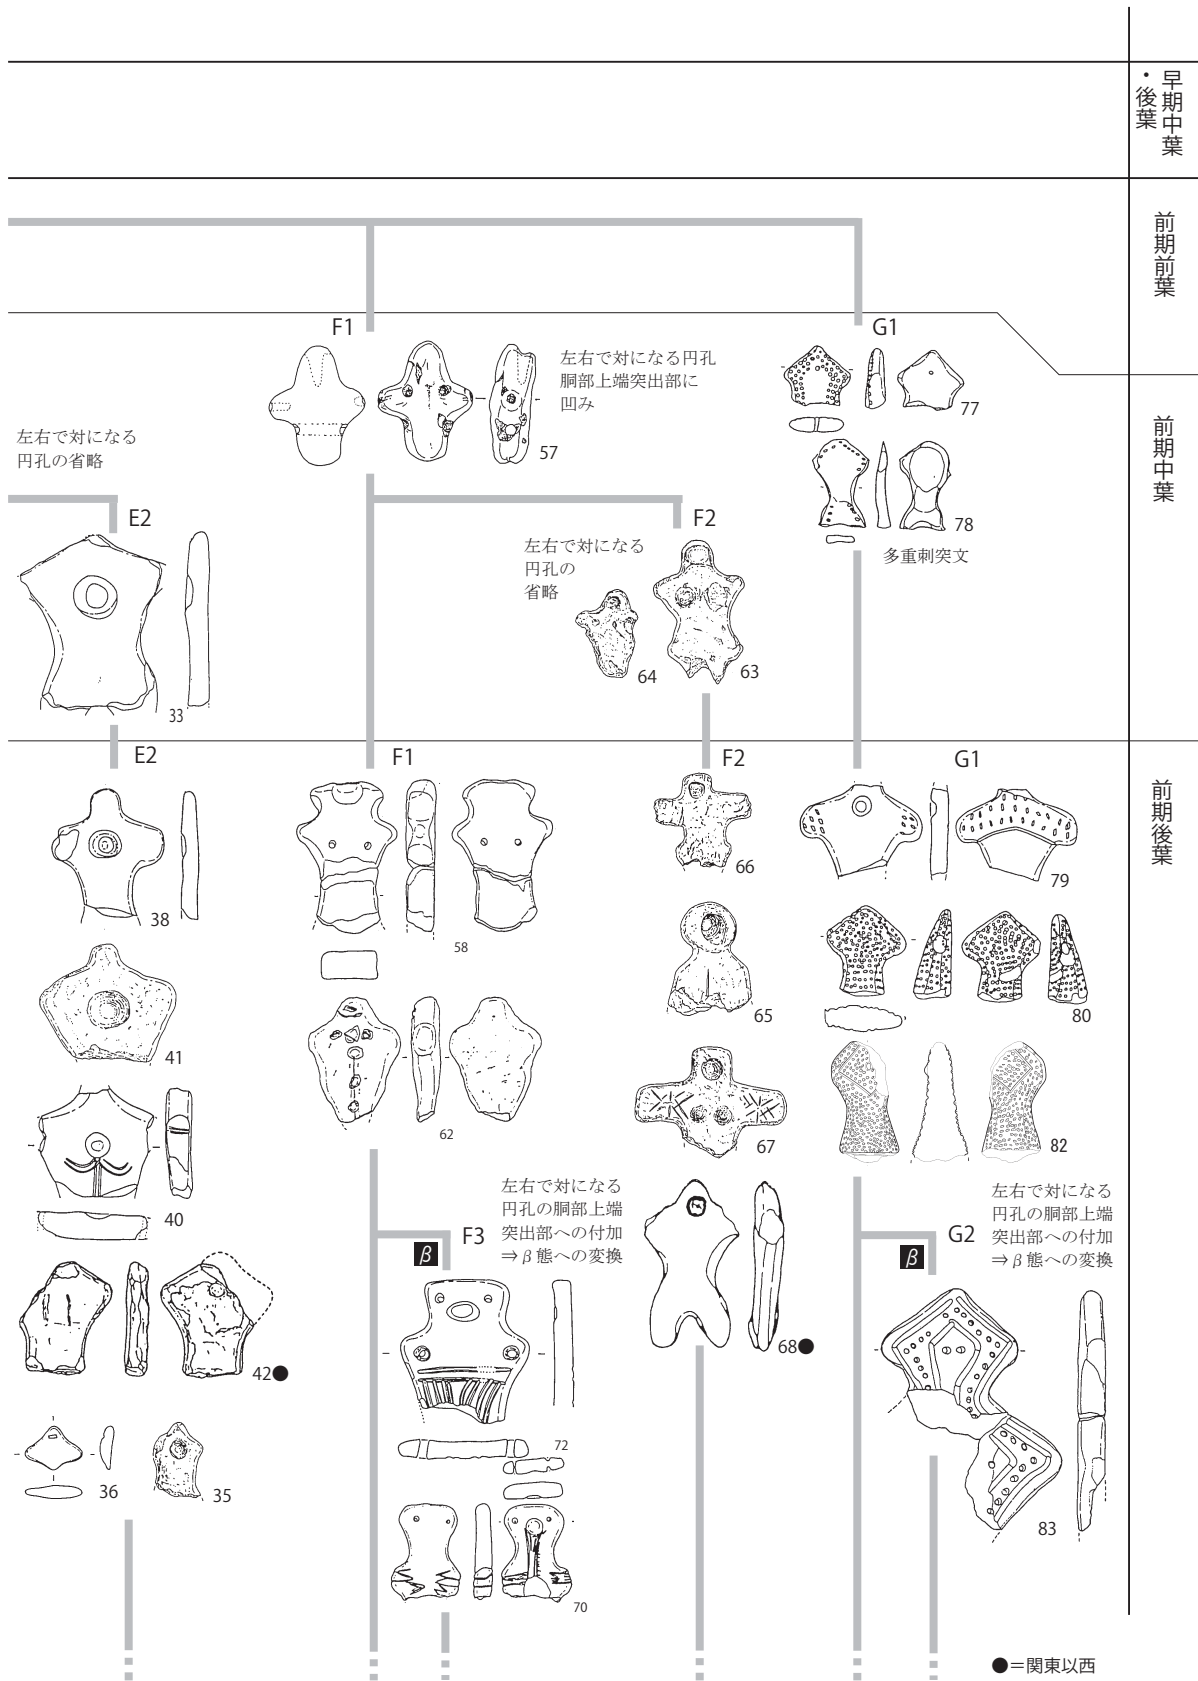 早期中葉
・後葉
前期前葉
F1
G1
左右で対になる円孔
胴部上端突出部に
凹み
57
77
78
多重刺突文
前期中葉
左右で対になる
円孔の省略
E2
33
F2
左右で対になる
円孔の
省略
64
63
E2
F1
F2
G1
前期後葉
38
58
66
79
41
62
65
80
40
67
82
左右で対になる
円孔の胴部上端
突出部への付加
⇒β態への変換
F3
β
左右で対になる
円孔の胴部上端
突出部への付加
⇒β態への変換
G2
β
42●
68●
72
36
35
83
70
●＝関東以西